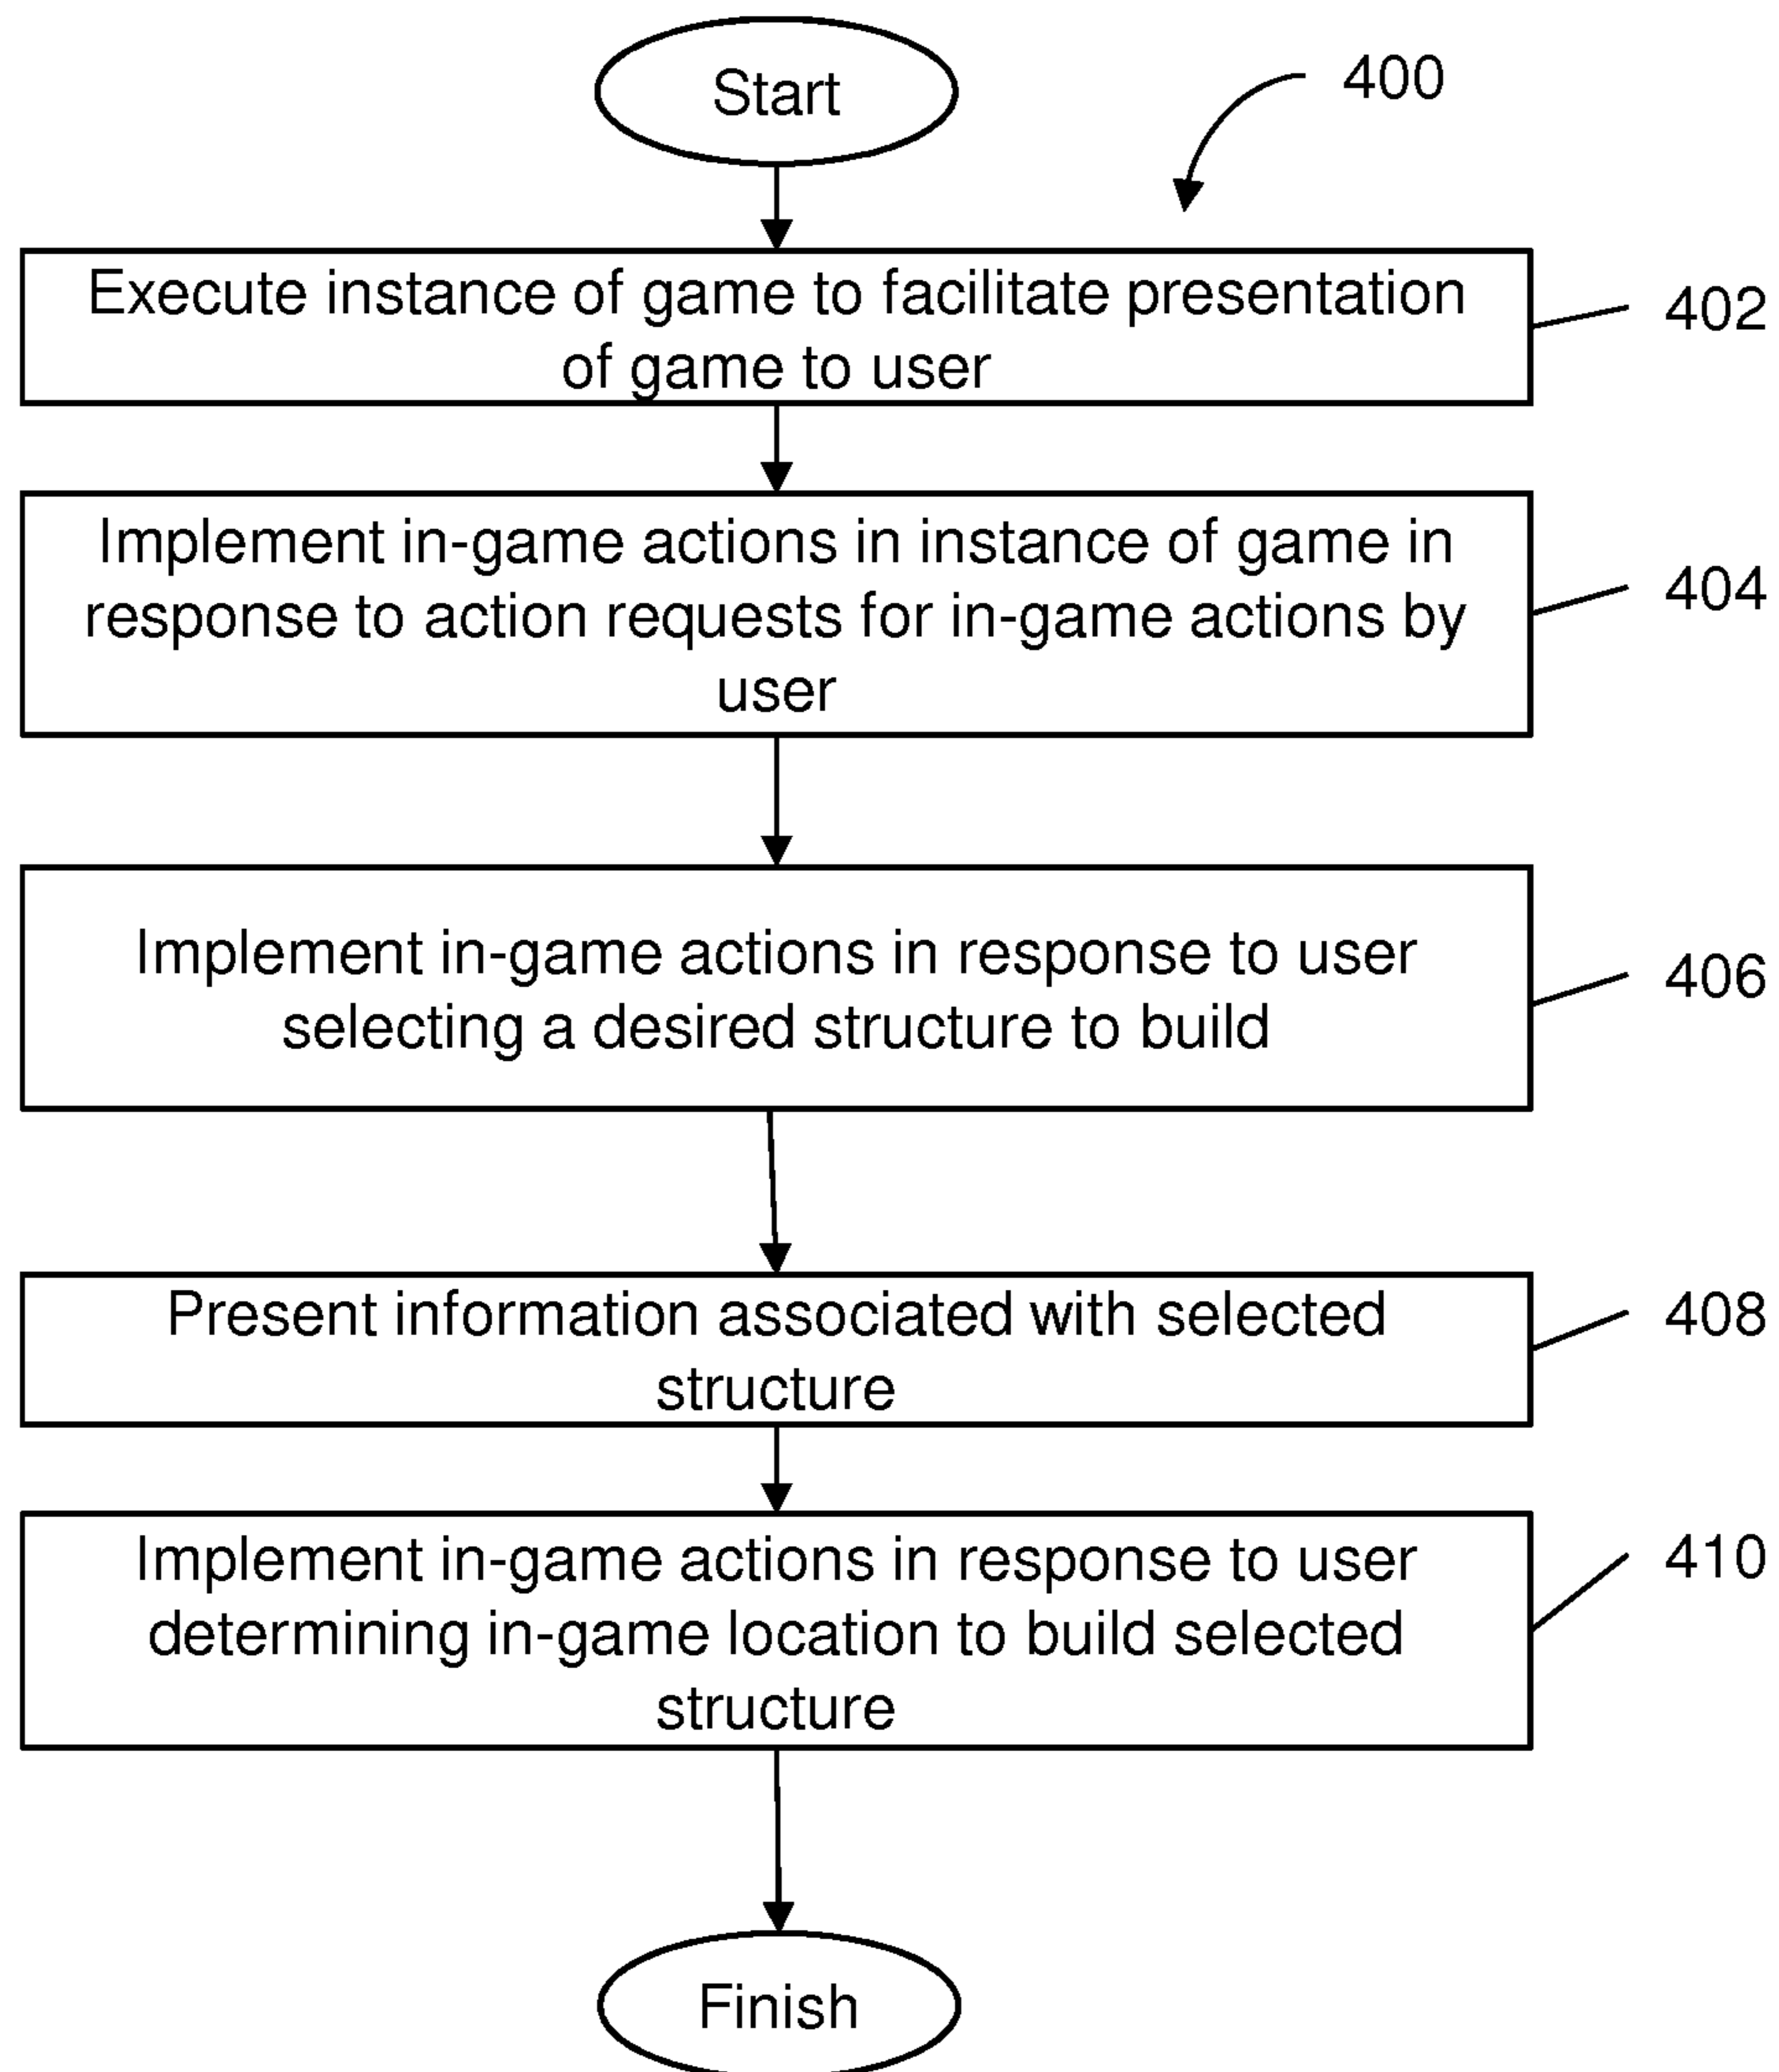 Start
400
Execute instance of game to facilitate presentation
of game to user
402
Implement in-game actions in instance of game in
response to action requests for in-game actions by
user
404
Implement in-game actions in response to user
selecting a desired structure to build
406
Present information associated with selected
structure
408
Implement in-game actions in response to user
determining in-game location to build selected
structure
410
Finish